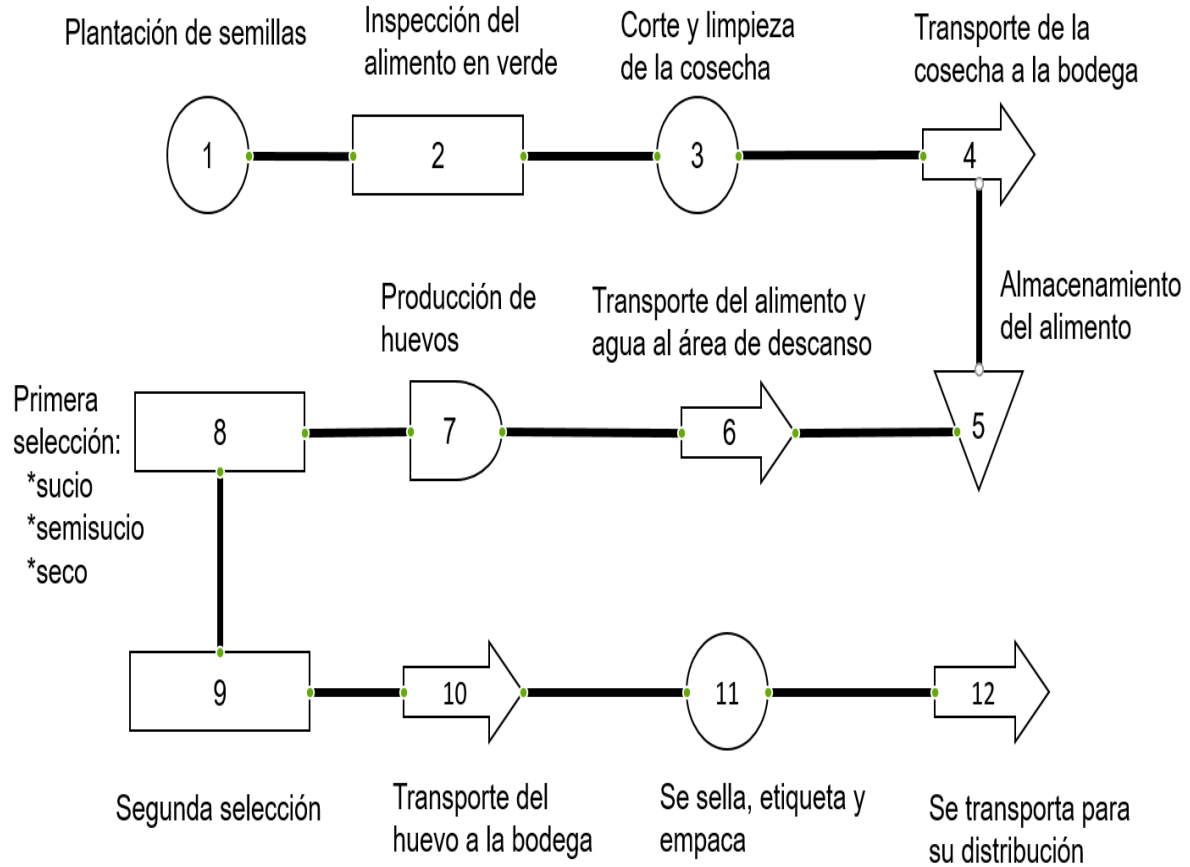 Plantación de semillas
Inspección del
alimento en verde
Corte y limpieza
de la cosecha
Transporte de la
cosecha a la bodega
1
2
3
4
Almacenamiento
del alimento
5
Transporte del alimento y
agua al área de descanso
6
Producción de
huevos
7
Primera
selección:
*sucio
*semisucio
*seco
8
9
Segunda selección
10
Transporte del
huevo a la bodega
11
Se sella, etiqueta y
empaca
12
Se transporta para
su distribución